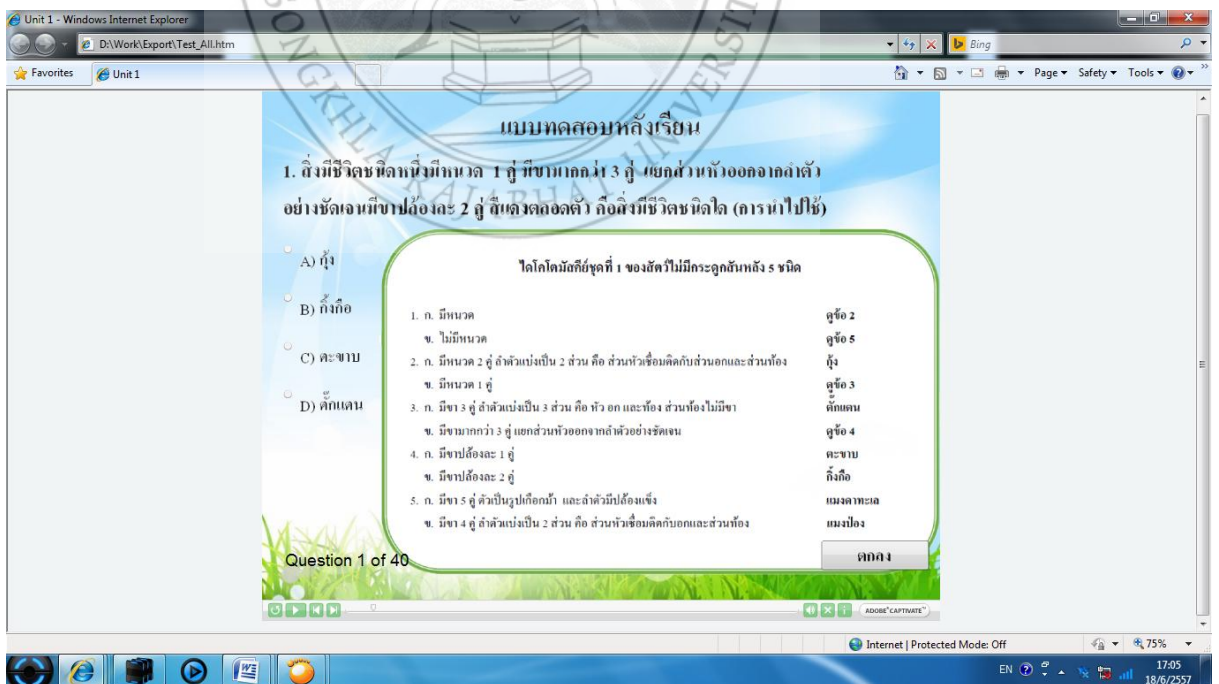 Unit 1 - Windows Internet Explorer
D:\Work\Export\Test_All.htm
Bing
Favorites
Unit 1
Page
Safety
Tools
SONGKHLA RAJABHAT UNIVERSITY
แบบทดสอบหลังเรียน
1. สิ่งมีชีวิตชนิดหนึ่งมีหนวด 1 คู่ มีขามากกว่า 3 คู่ แยกส่วนหัวออกจากลำตัว
อย่างชัดเจนมีขาปล้องละ 2 คู่ สีแดงตลอดตัว คือสิ่งมีชีวิตชนิดใด (การนำไปใช้)
A) กุ้ง
B) กิ้งกือ
C) ตะขาบ
D) ตั๊กแตน
ไดโคโตมัสคีย์ชุดที่ 1 ของสัตว์ไม่มีกระดูกสันหลัง 5 ชนิด
1. ก. มีหนวด ดูข้อ 2
ข. ไม่มีหนวด ดูข้อ 5
2. ก. มีหนวด 2 คู่ ลำตัวแบ่งเป็น 2 ส่วน คือ ส่วนหัวเชื่อมติดกับส่วนอกและส่วนท้อง กุ้ง
ข. มีหนวด 1 คู่ ดูข้อ 3
3. ก. มีขา 3 คู่ ลำตัวแบ่งเป็น 3 ส่วน คือ หัว อก และท้อง ส่วนท้องไม่มีขา ตั๊กแตน
ข. มีขามากกว่า 3 คู่ แยกส่วนหัวออกจากลำตัวอย่างชัดเจน ดูข้อ 4
4. ก. มีขาปล้องละ 1 คู่ ตะขาบ
ข. มีขาปล้องละ 2 คู่ กิ้งกือ
5. ก. มีขา 5 คู่ ตัวเป็นรูปเกือกม้า และลำตัวมีปล้องแข็ง แมงดาทะเล
ข. มีขา 4 คู่ ลำตัวแบ่งเป็น 2 ส่วน คือ ส่วนหัวเชื่อมติดกับอกและส่วนท้อง แมงป่อง
Question 1 of 40
ตกลง
ADOBE CAPTIVATE
Internet | Protected Mode: Off
75%
EN
17:05
18/6/2557